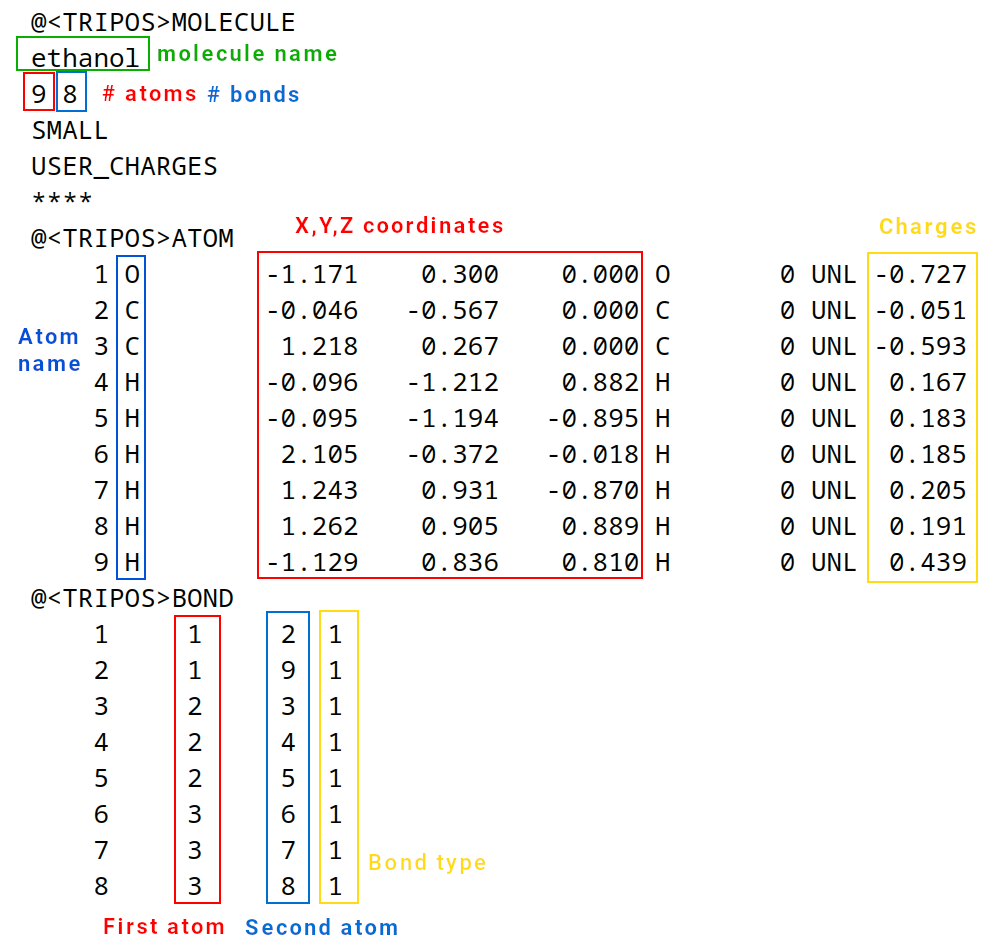 @<TRIPOS>MOLECULE
ethanol molecule name
9 8 # atoms # bonds
SMALL
USER_CHARGES
****
X,Y,Z coordinates Charges
@<TRIPOS>ATOM
1 O -1.171 0.300 0.000 O 0 UNL -0.727
2 C -0.046 -0.567 0.000 C 0 UNL -0.051
Atom name
3 C 1.218 0.267 0.000 C 0 UNL -0.593
4 H -0.096 -1.212 0.882 H 0 UNL 0.167
5 H -0.095 -1.194 -0.895 H 0 UNL 0.183
6 H 2.105 -0.372 -0.018 H 0 UNL 0.185
7 H 1.243 0.931 -0.870 H 0 UNL 0.205
8 H 1.262 0.905 0.889 H 0 UNL 0.191
9 H -1.129 0.836 0.810 H 0 UNL 0.439
@<TRIPOS>BOND
1 1 2 1
2 1 9 1
3 2 3 1
4 2 4 1
5 2 5 1
6 3 6 1
7 3 7 1
Bond type
8 3 8 1
First atom Second atom